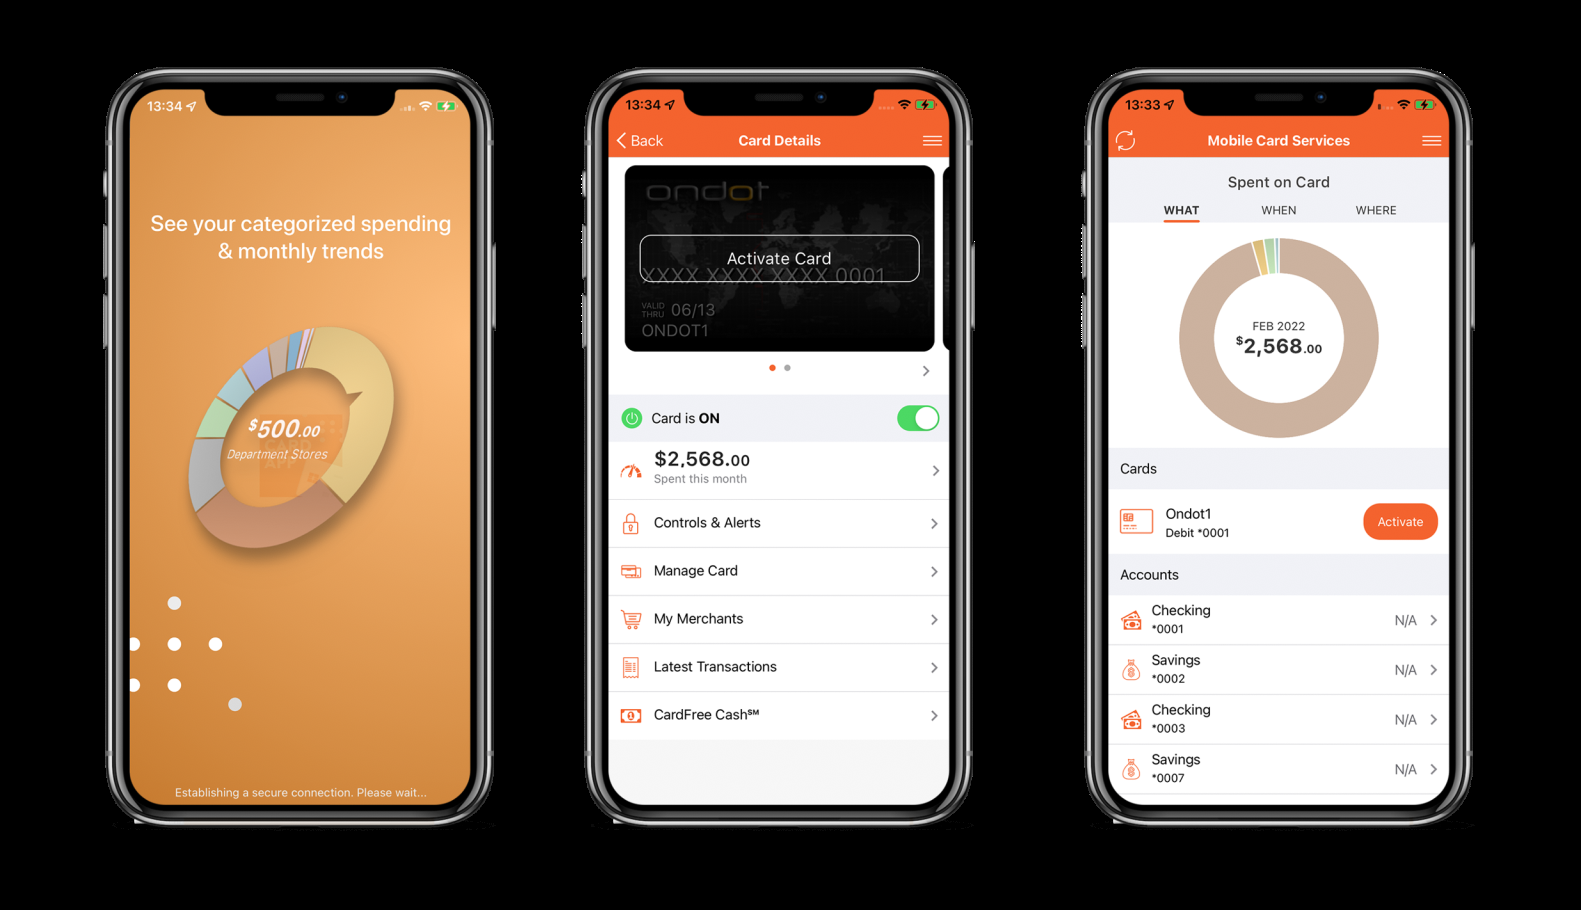 13:34
See your categorized spending
& monthly trends
$500.00
Department Stores
CARD
APP
Establishing a secure connection. Please wait...
13:34
Back
Card Details
ondot
Activate Card
XXXX XXXX XXXX 0001
VALID
THRU
06/13
ONDOT1
Card is ON
$2,568.00
Spent this month
Controls & Alerts
Manage Card
My Merchants
Latest Transactions
CardFree Cash℠
13:33
Mobile Card Services
Spent on Card
WHAT
WHEN
WHERE
FEB 2022
$2,568.00
Cards
Ondot1
Debit *0001
Activate
Accounts
Checking
*0001
N/A
Savings
*0002
N/A
Checking
*0003
N/A
Savings
*0007
N/A